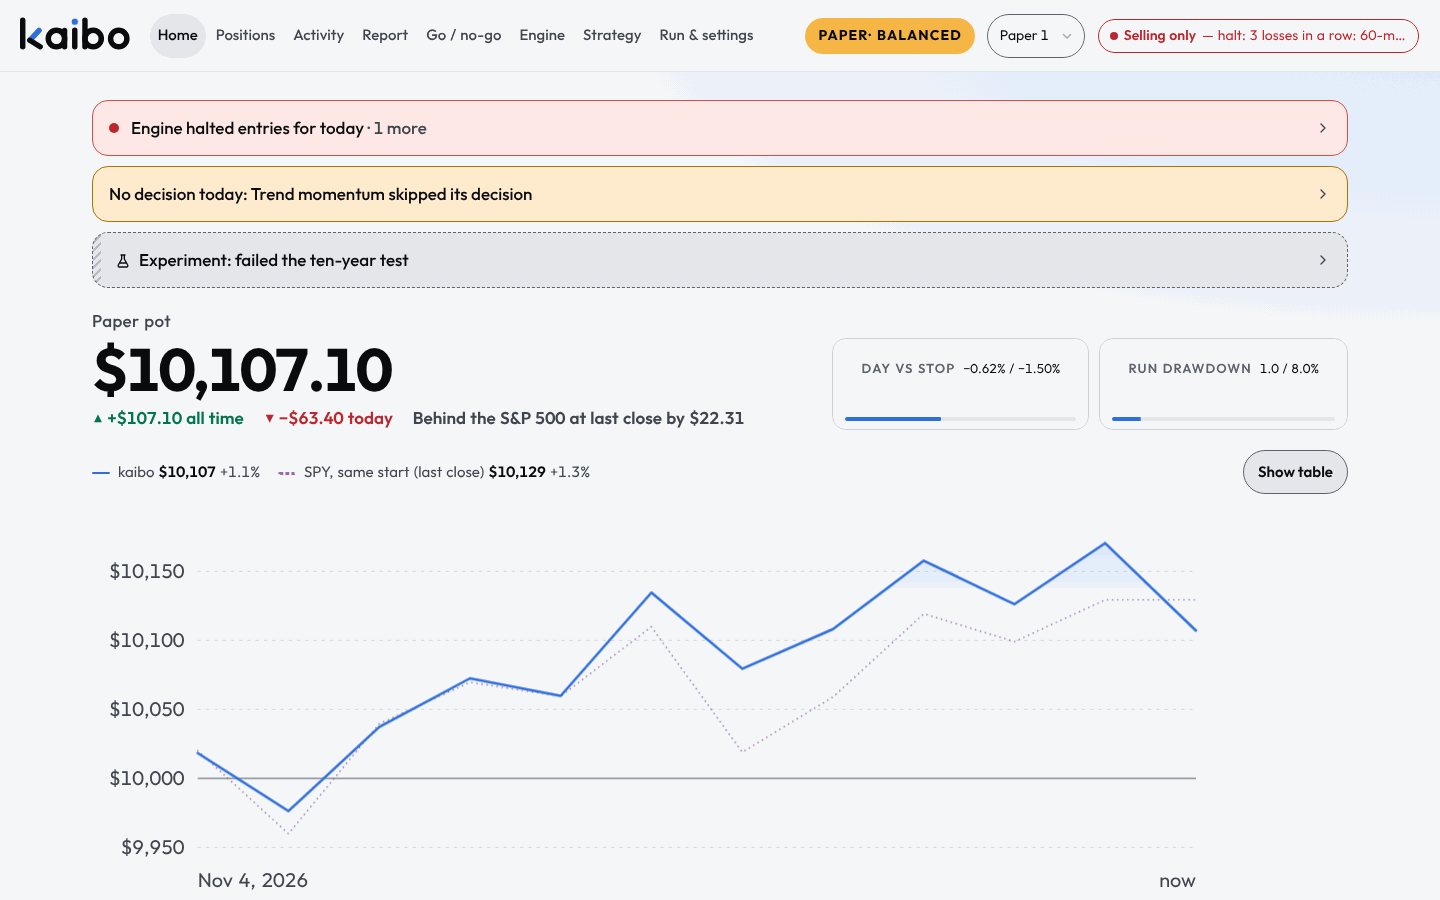 kaibo
Home Positions Activity Report Go / no-go Engine Strategy Run & settings
PAPER· BALANCED
Paper 1
Selling only — halt: 3 losses in a row: 60-m...
Engine halted entries for today · 1 more
No decision today: Trend momentum skipped its decision
Experiment: failed the ten-year test
Paper pot
$10,107.10
▲ +$107.10 all time ▼ −$63.40 today Behind the S&P 500 at last close by $22.31
DAY VS STOP −0.62% / −1.50%
RUN DRAWDOWN 1.0 / 8.0%
kaibo $10,107 +1.1% SPY, same start (last close) $10,129 +1.3%
Show table
$10,150
$10,100
$10,050
$10,000
$9,950
Nov 4, 2026 now